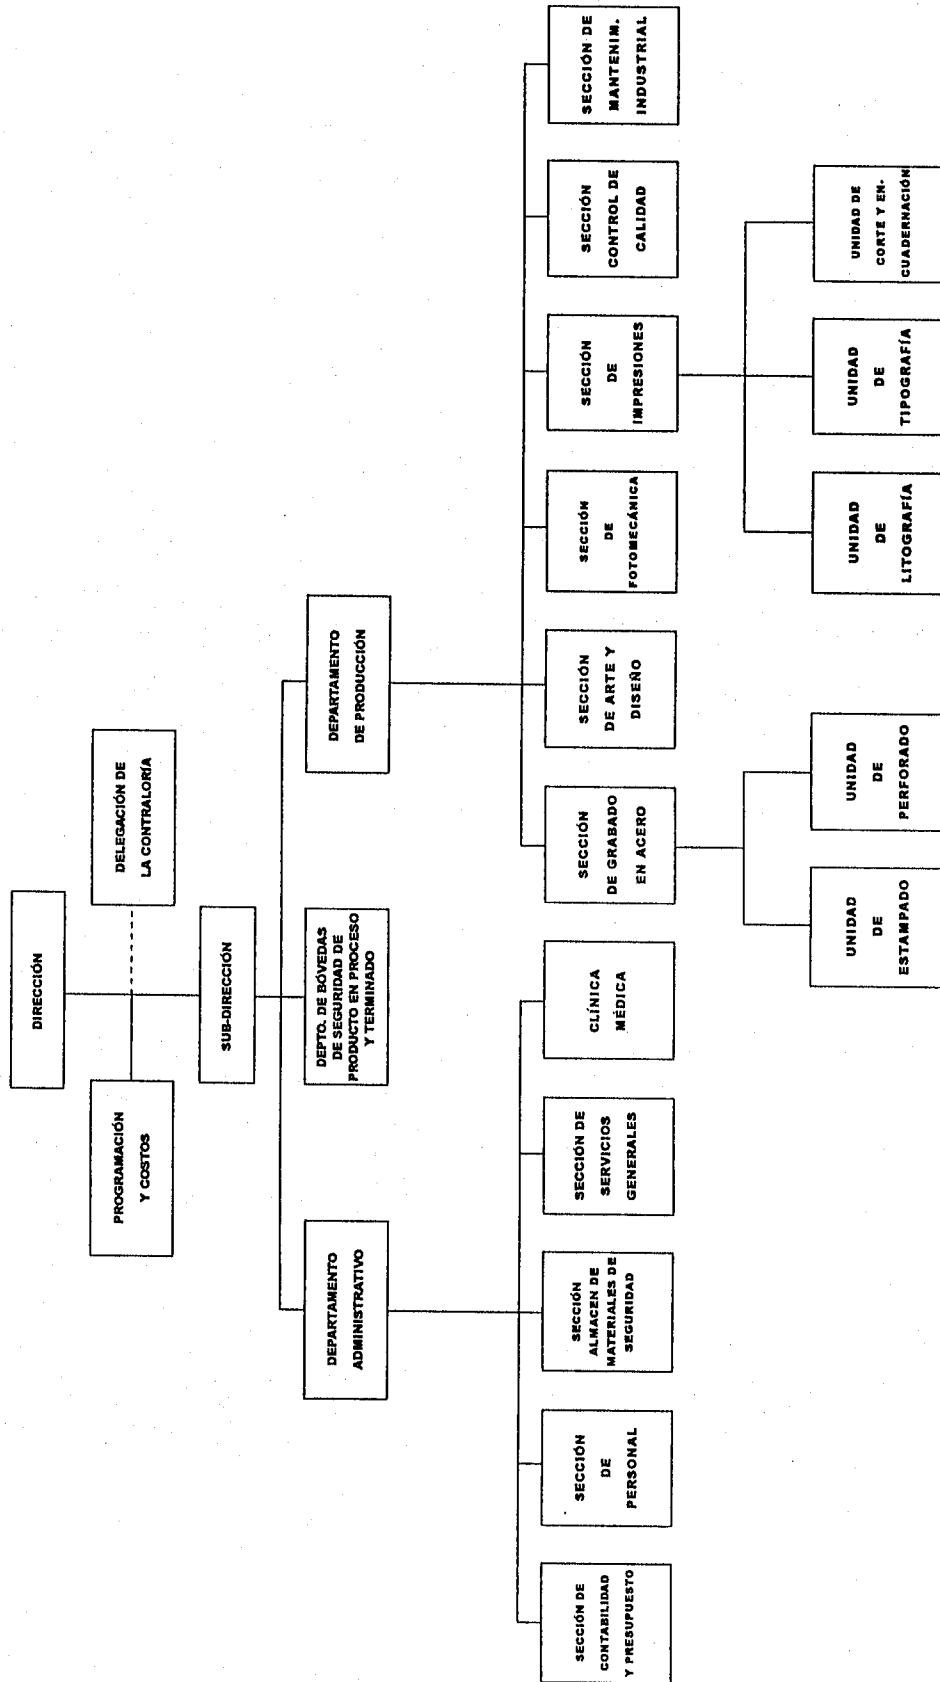 DIRECCIÓN
PROGRAMACIÓN
Y COSTOS
DELEGACIÓN DE
LA CONTRALORÍA
SUB-DIRECCIÓN
DEPARTAMENTO
ADMINISTRATIVO
DEPTO. DE BÓVEDAS
DE SEGURIDAD DE
PRODUCTO EN PROCESO
Y TERMINADO
DEPARTAMENTO
DE PRODUCCIÓN
SECCIÓN DE
CONTABILIDAD
Y PRESUPUESTO
SECCIÓN
DE
PERSONAL
SECCIÓN
ALMACEN DE
MATERIALES DE
SEGURIDAD
SECCIÓN DE
SERVICIOS
GENERALES
CLÍNICA
MÉDICA
SECCIÓN
DE GRABADO
EN ACERO
SECCIÓN
DE ARTE Y
DISEÑO
SECCIÓN
DE
FOTOMECÁNICA
SECCIÓN
DE
IMPRESIONES
SECCIÓN
CONTROL DE
CALIDAD
SECCIÓN DE
MANTENIM.
INDUSTRIAL
UNIDAD
DE
ESTAMPADO
UNIDAD
DE
PERFORADO
UNIDAD
DE
LITOGRAFÍA
UNIDAD
DE
TIPOGRAFÍA
UNIDAD DE
CORTE Y EN-
CUADERNACIÓN